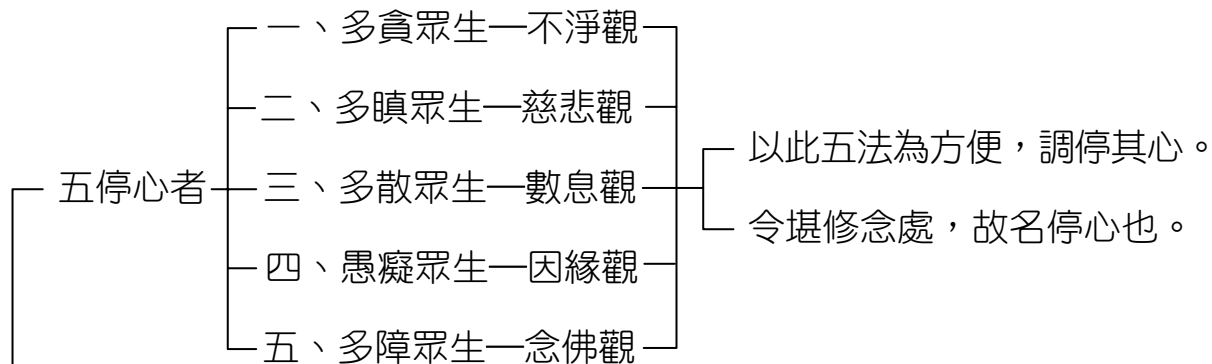 五停心者
一、多貪眾生—不淨觀
二、多瞋眾生—慈悲觀
三、多散眾生—數息觀
四、愚癡眾生—因緣觀
五、多障眾生—念佛觀
以此五法為方便，調停其心。
令堪修念處，故名停心也。